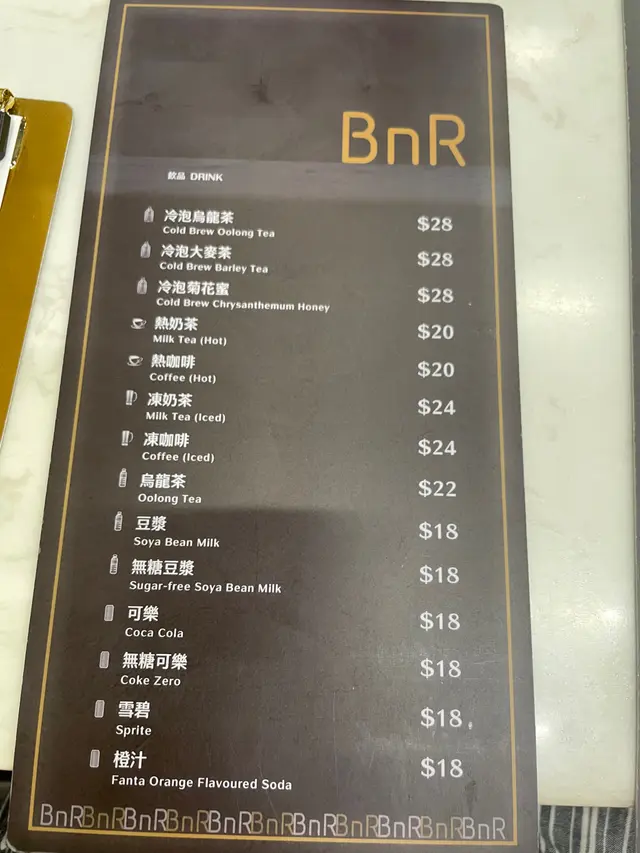 BnR
飲品 DRINK
冷泡烏龍茶 $28
Cold Brew Oolong Tea
冷泡大麥茶 $28
Cold Brew Barley Tea
冷泡菊花蜜 $28
Cold Brew Chrysanthemum Honey
熱奶茶 $20
Milk Tea (Hot)
熱咖啡 $20
Coffee (Hot)
凍奶茶 $24
Milk Tea (Iced)
凍咖啡 $24
Coffee (Iced)
烏龍茶 $22
Oolong Tea
豆漿 $18
Soya Bean Milk
無糖豆漿 $18
Sugar-free Soya Bean Milk
可樂 $18
Coca Cola
無糖可樂 $18
Coke Zero
雪碧 $18
Sprite
橙汁 $18
Fanta Orange Flavoured Soda
BnRBnRBnRBnRBnRBnRBnRBnRBnRBnRBnR